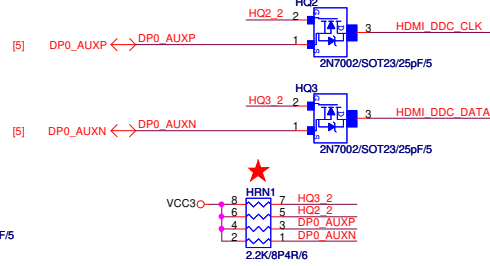 HQ2
HQ2_2 2
[5] DP0_AUXP DP0_AUXP 1 3 HDMI_DDC_CLK
G D S
2N7002/SOT23/25pF/5
HQ3
HQ3_2 2
[5] DP0_AUXN DP0_AUXN 1 3 HDMI_DDC_DATA
G D S
2N7002/SOT23/25pF/5
HRN1
VCC3 8 7 HQ3_2
6 5 HQ2_2
4 3 DP0_AUXP
2 1 DP0_AUXN
F/5
2.2K/8P4R/6